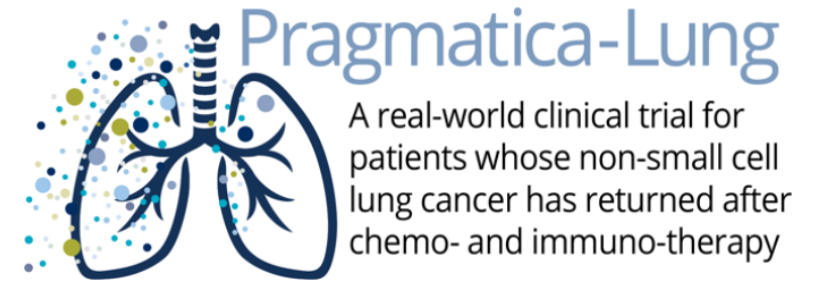 Pragmatica-Lung
A real-world clinical trial for
patients whose non-small cell
lung cancer has returned after
chemo- and immuno-therapy